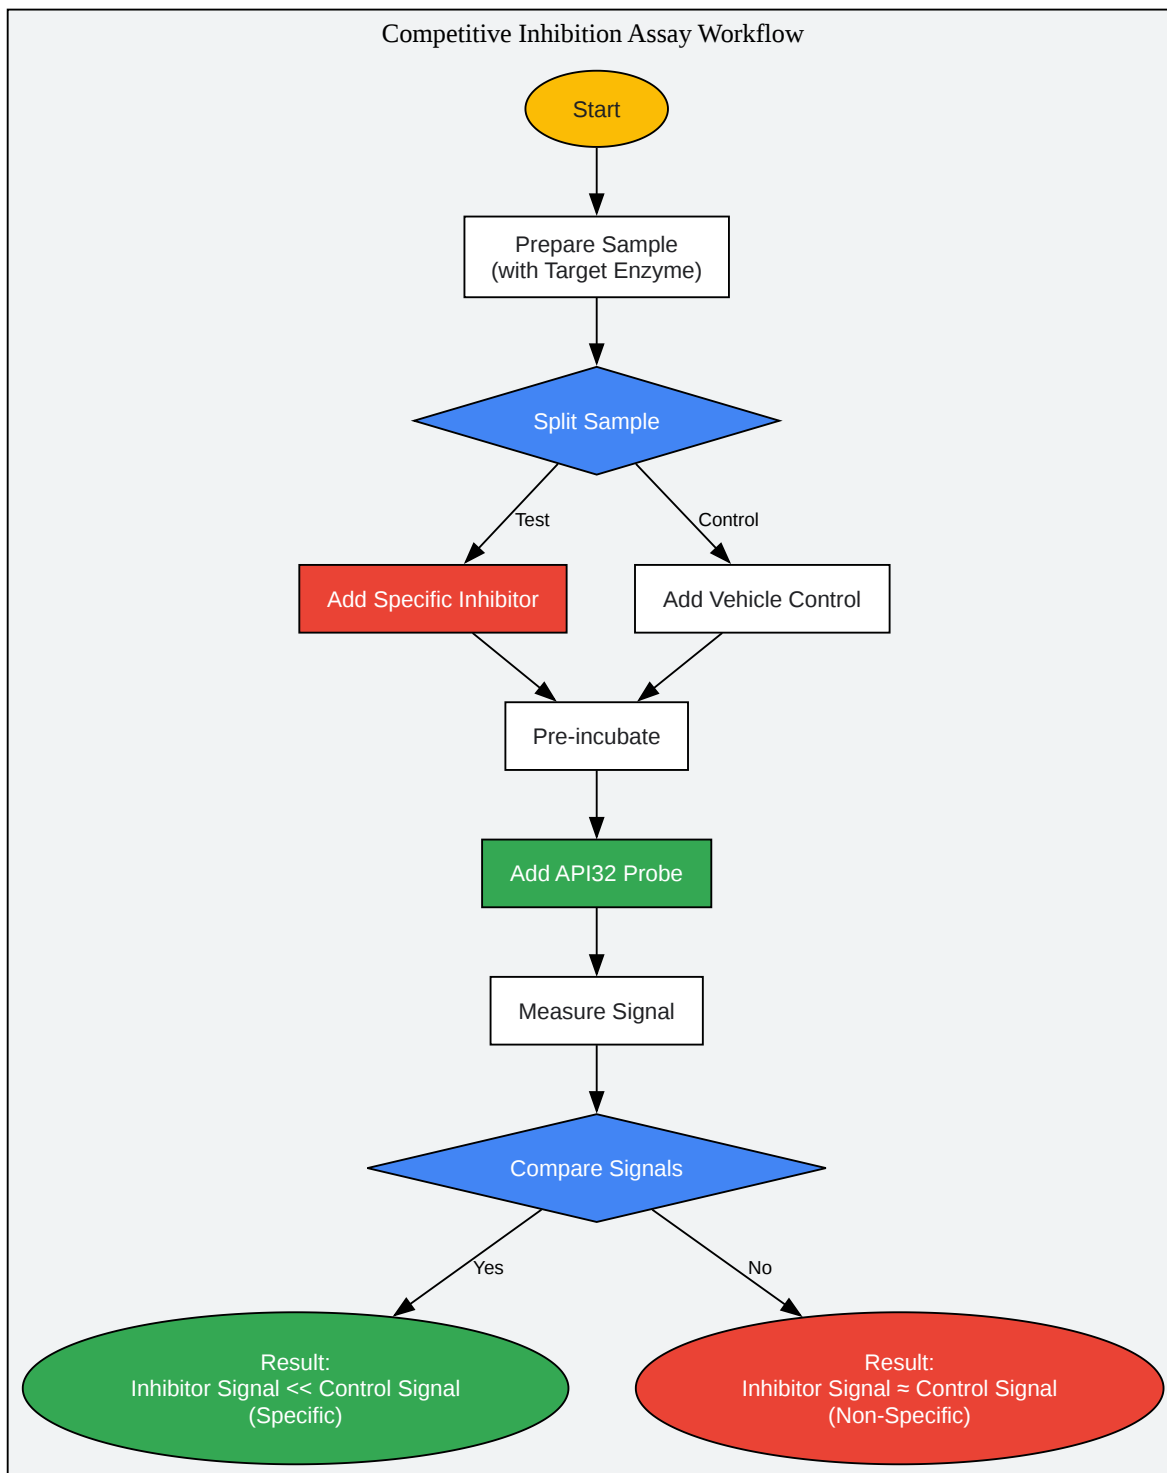 Competitive Inhibition Assay Workflow
Start
Prepare Sample
(with Target Enzyme)
Split Sample
Test
Control
Add Specific Inhibitor
Add Vehicle Control
Pre-incubate
Add API32 Probe
Measure Signal
Compare Signals
Yes
No
Result:
Inhibitor Signal << Control Signal
(Specific)
Result:
Inhibitor Signal ≈ Control Signal
(Non-Specific)